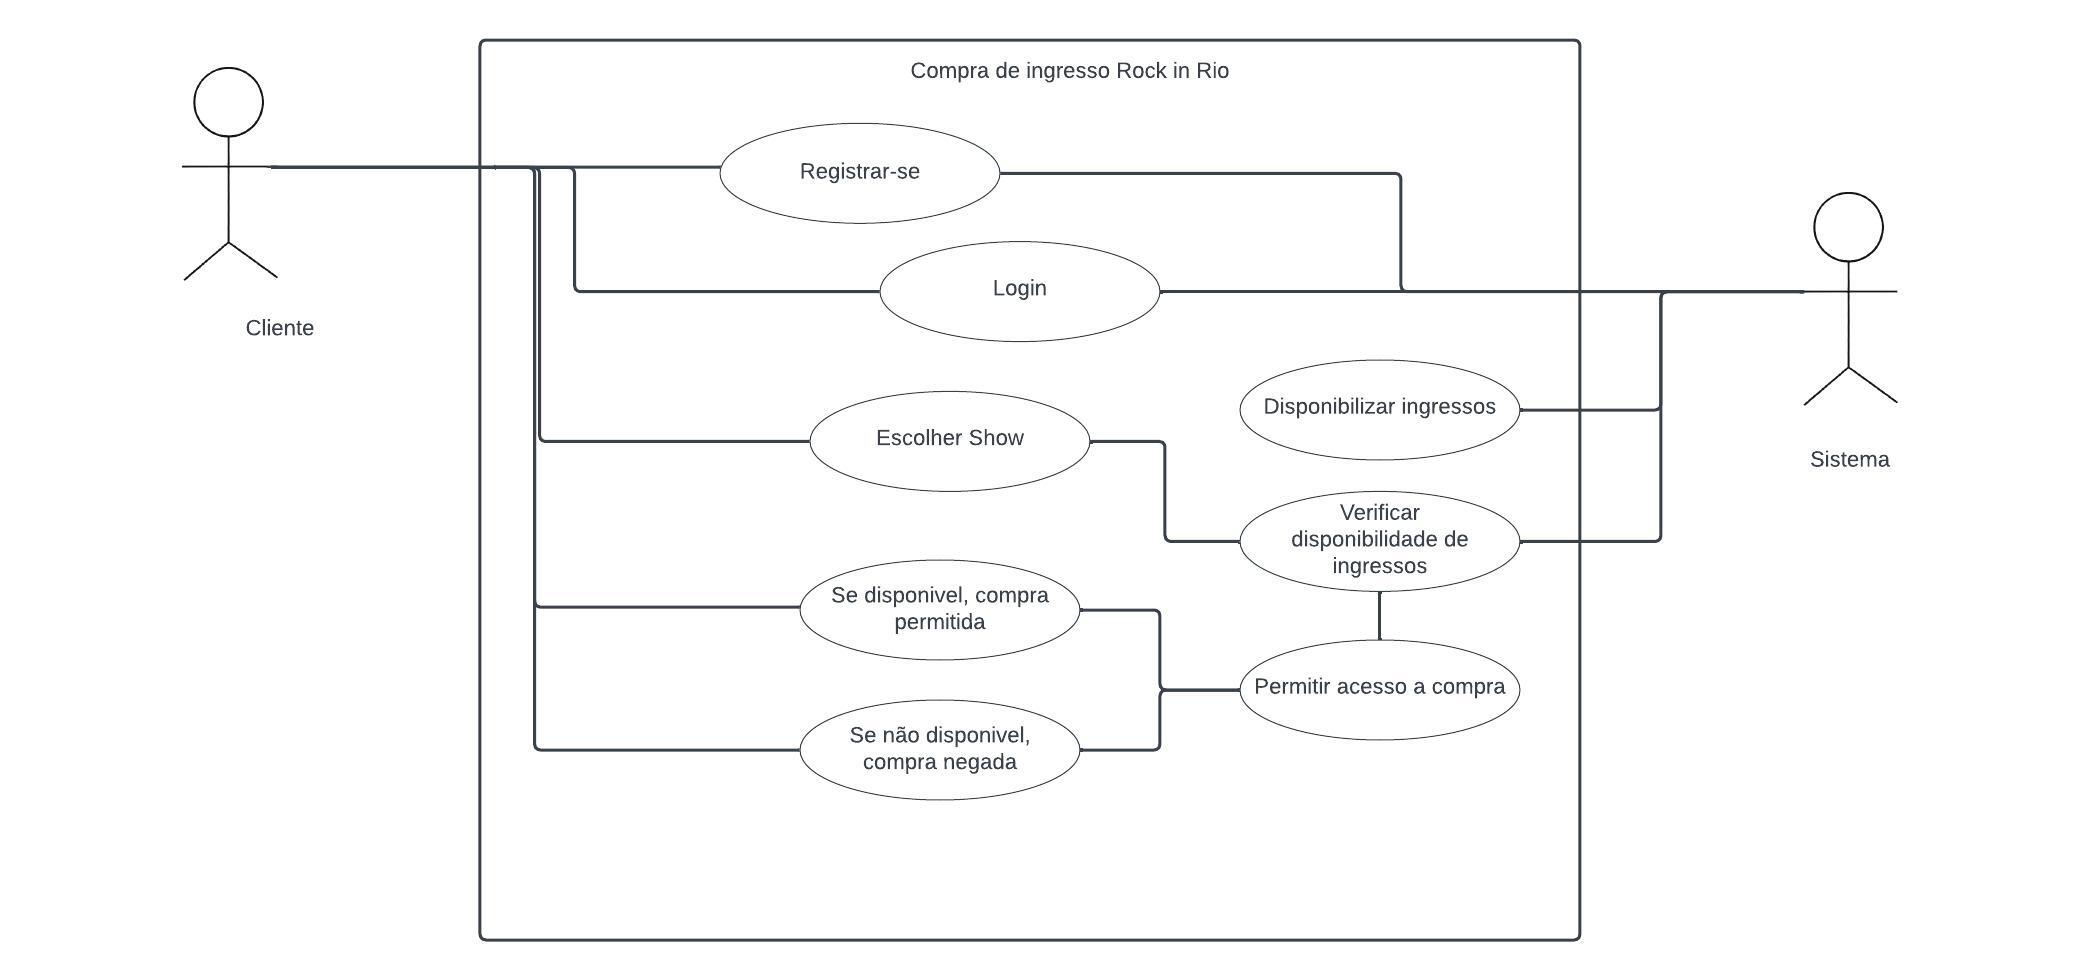 Compra de ingresso Rock in Rio
Registrar-se
Login
Cliente
Disponibilizar ingressos
Escolher Show
Sistema
Verificar
disponibilidade de
ingressos
Se disponivel, compra
permitida
Permitir acesso a compra
Se não disponivel,
compra negada